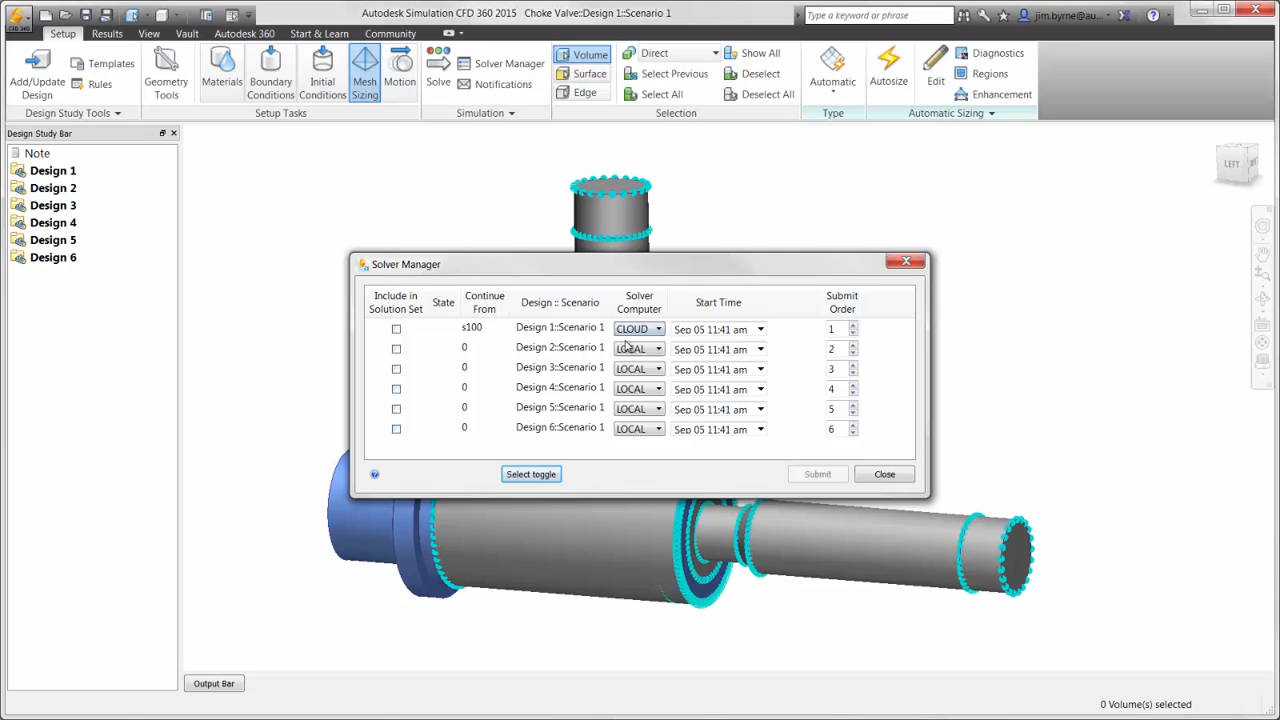 Autodesk Simulation CFD 360 2015 Choke Valve::Design 1::Scenario 1
Type a keyword or phrase
jim.byrne@au...
CFD 360
Setup Results View Vault Autodesk 360 Start & Learn Community
Add/Update Design
Templates
Rules
Geometry Tools
Materials
Boundary Conditions
Initial Conditions
Mesh Sizing
Motion
Solve
Solver Manager
Notifications
Volume
Surface
Edge
Direct
Select Previous
Select All
Show All
Deselect
Deselect All
Automatic
Autosize
Edit
Diagnostics
Regions
Enhancement
Design Study Tools Setup Tasks Simulation Selection Type Automatic Sizing
Design Study Bar
Note
Design 1
Design 2
Design 3
Design 4
Design 5
Design 6
LEFT
Solver Manager
Include in Solution Set State Continue From Design :: Scenario Solver Computer Start Time Submit Order
s100 Design 1::Scenario 1 CLOUD Sep 05 11:41 am 1
0 Design 2::Scenario 1 LOCAL Sep 05 11:41 am 2
0 Design 3::Scenario 1 LOCAL Sep 05 11:41 am 3
0 Design 4::Scenario 1 LOCAL Sep 05 11:41 am 4
0 Design 5::Scenario 1 LOCAL Sep 05 11:41 am 5
0 Design 6::Scenario 1 LOCAL Sep 05 11:41 am 6
Select toggle Submit Close
Output Bar
0 Volume(s) selected